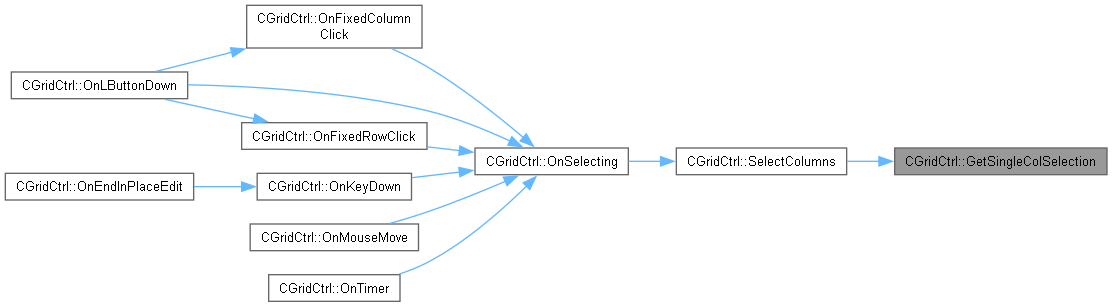 CGridCtrl::OnFixedColumn
Click
CGridCtrl::OnLButtonDown
CGridCtrl::OnFixedRowClick
CGridCtrl::OnSelecting
CGridCtrl::SelectColumns
CGridCtrl::GetSingleColSelection
CGridCtrl::OnEndInPlaceEdit
CGridCtrl::OnKeyDown
CGridCtrl::OnMouseMove
CGridCtrl::OnTimer